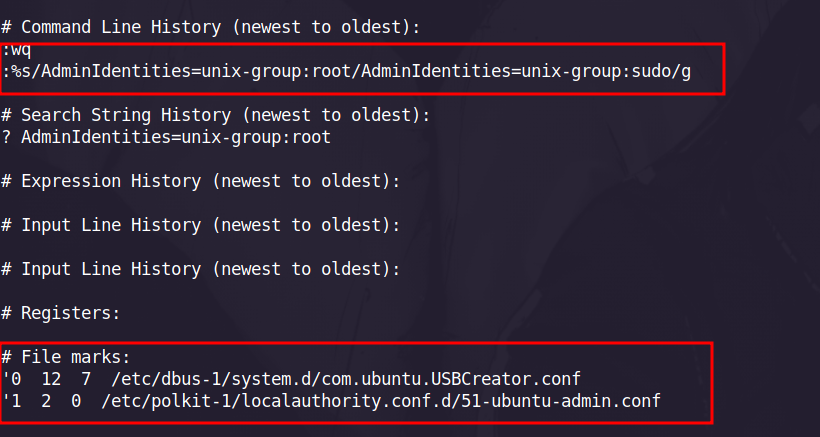 # Command Line History (newest to oldest):
:wq
:%s/AdminIdentities=unix-group:root/AdminIdentities=unix-group:sudo/g
# Search String History (newest to oldest):
? AdminIdentities=unix-group:root
# Expression History (newest to oldest):
# Input Line History (newest to oldest):
# Input Line History (newest to oldest):
# Registers:
# File marks:
'0  12  7  /etc/dbus-1/system.d/com.ubuntu.USBCreator.conf
'1  2  0  /etc/polkit-1/localauthority.conf.d/51-ubuntu-admin.conf